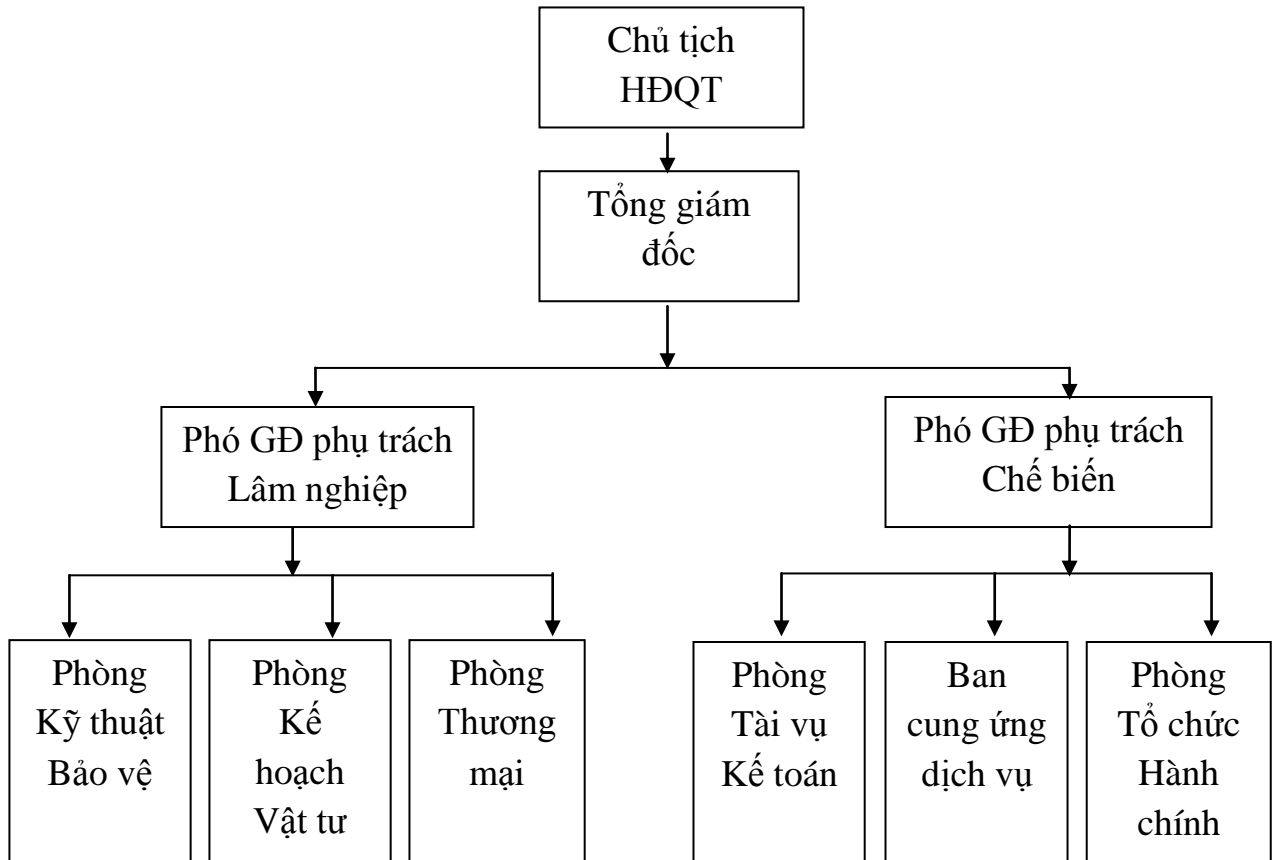 Chủ tịch
HĐQT
Tổng giám
đốc
Phó GĐ phụ trách
Lâm nghiệp
Phó GĐ phụ trách
Chế biến
Phòng
Kỹ thuật
Bảo vệ
Phòng
Kế
hoạch
Vật tư
Phòng
Thương
mại
Phòng
Tài vụ
Kế toán
Ban
cung ứng
dịch vụ
Phòng
Tổ chức
Hành
chính